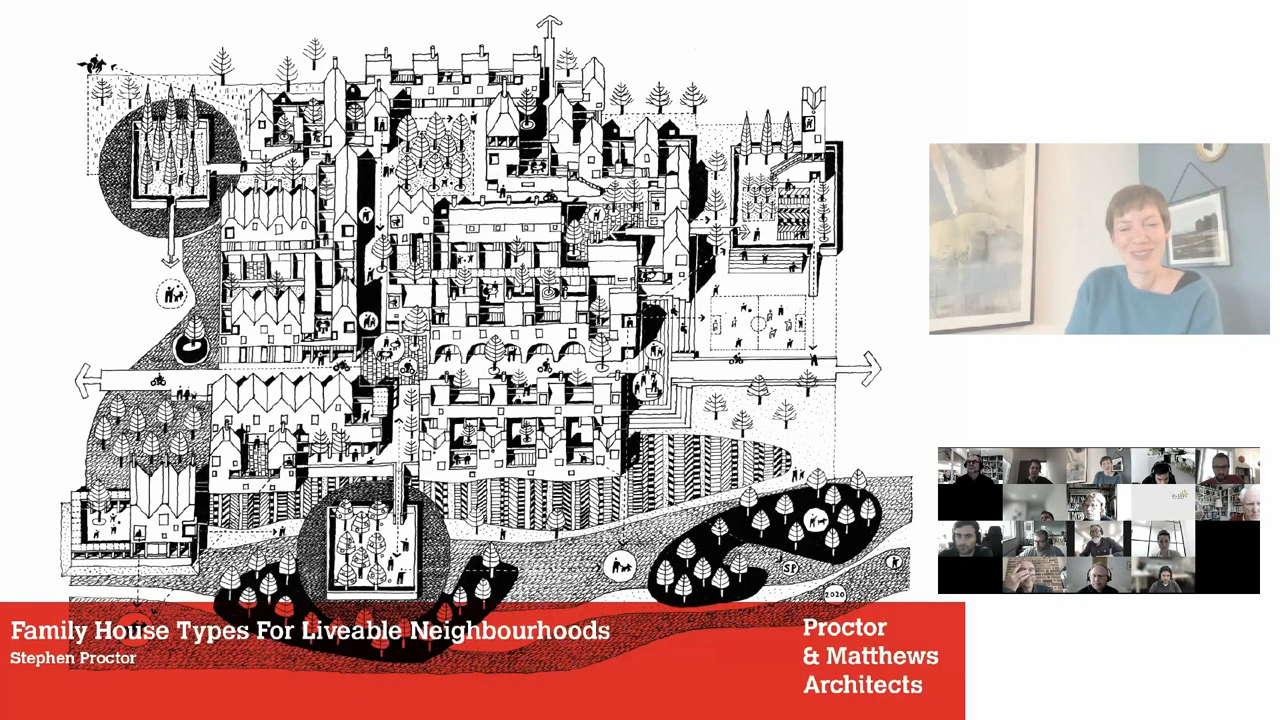 SP
2020
Family House Types For Liveable Neighbourhoods
Stephen Proctor
Proctor
& Matthews
Architects